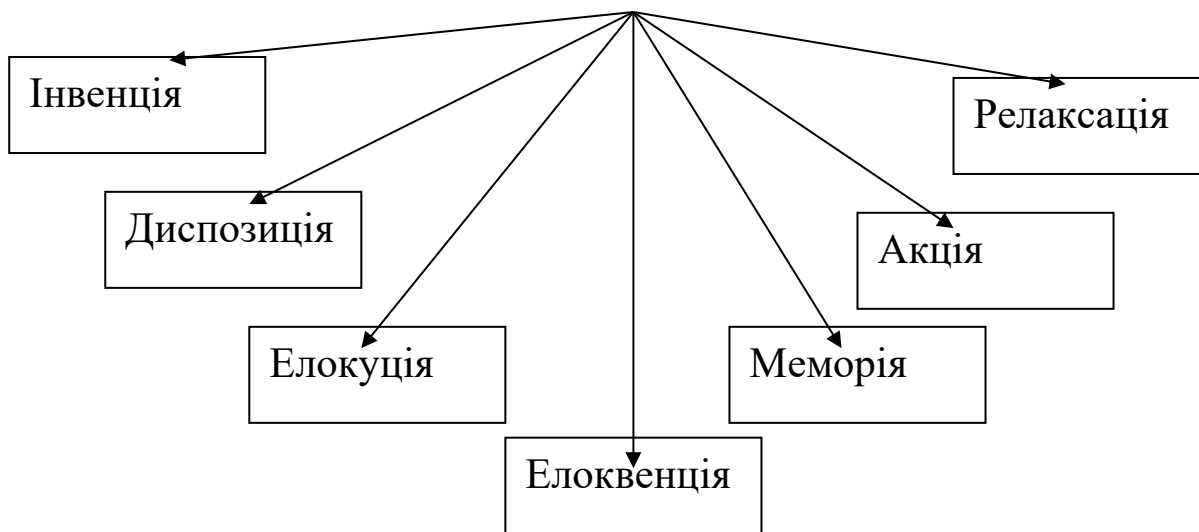 Інвенція
Релаксація
Диспозиція
Акція
Елокуція
Меморія
Елоквенція